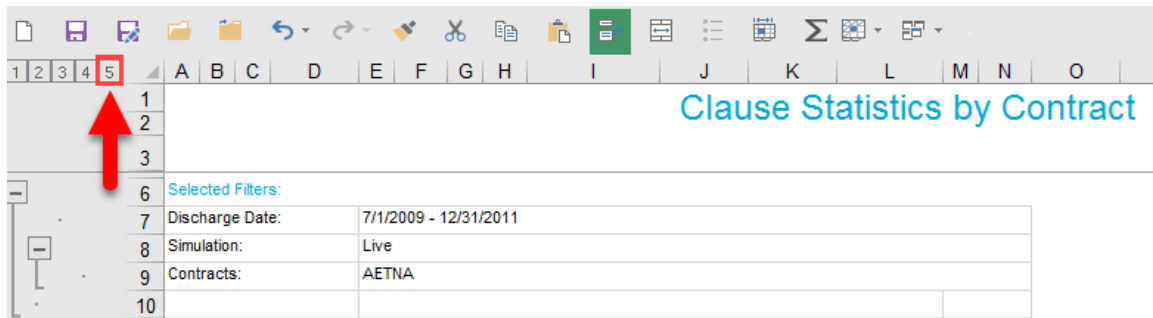 1 2 3 4 5 A B C D E F G H I J K L M N O
1 Clause Statistics by Contract
2
3
6 Selected Filters:
7 Discharge Date: 7/1/2009 - 12/31/2011
8 Simulation: Live
9 Contracts: AETNA
10